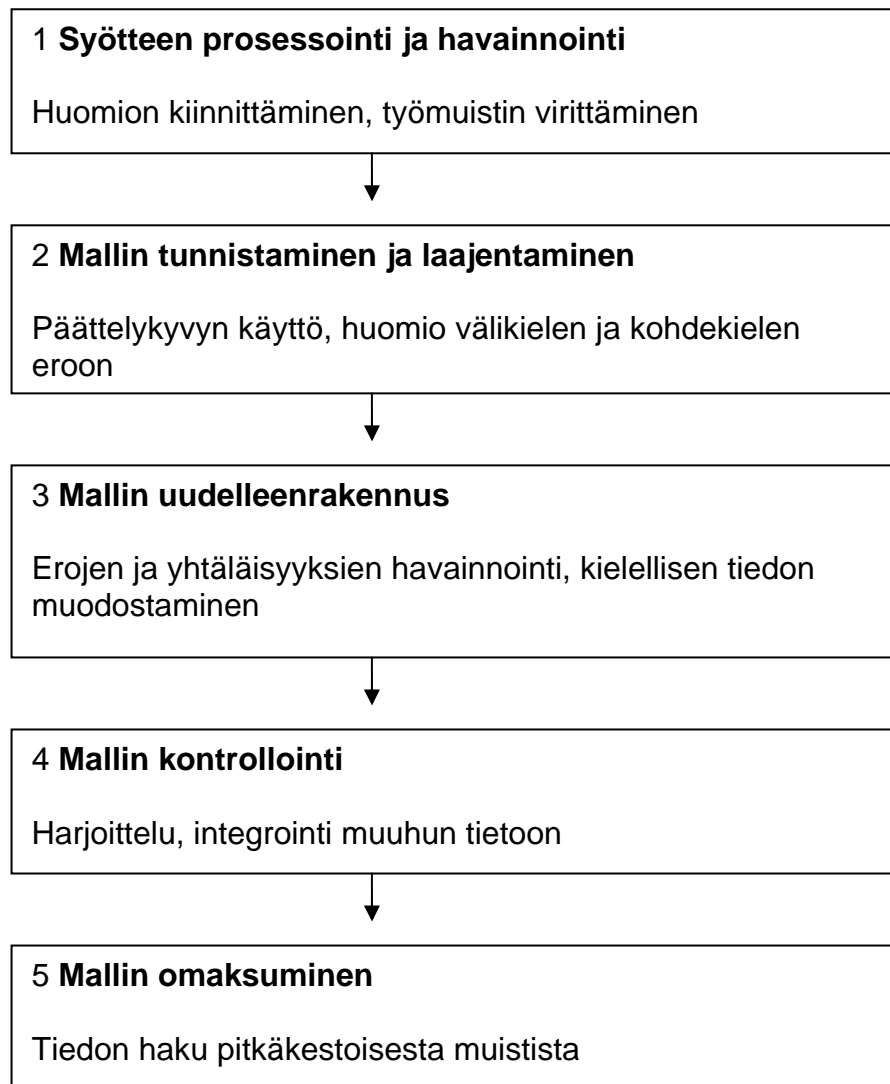 1 Syötteen prosessointi ja havainnointi
Huomion kiinnittäminen, työmuistin virittäminen
2 Mallin tunnistaminen ja laajentaminen
Päättelykyvyn käyttö, huomio välikielen ja kohdekielen
eroon
3 Mallin uudelleenrakennus
Erojen ja yhtäläisyyksien havainnointi, kielellisen tiedon
muodostaminen
4 Mallin kontrollointi
Harjoittelu, integrointi muuhun tietoon
5 Mallin omaksuminen
Tiedon haku pitkäkestoisesta muistista